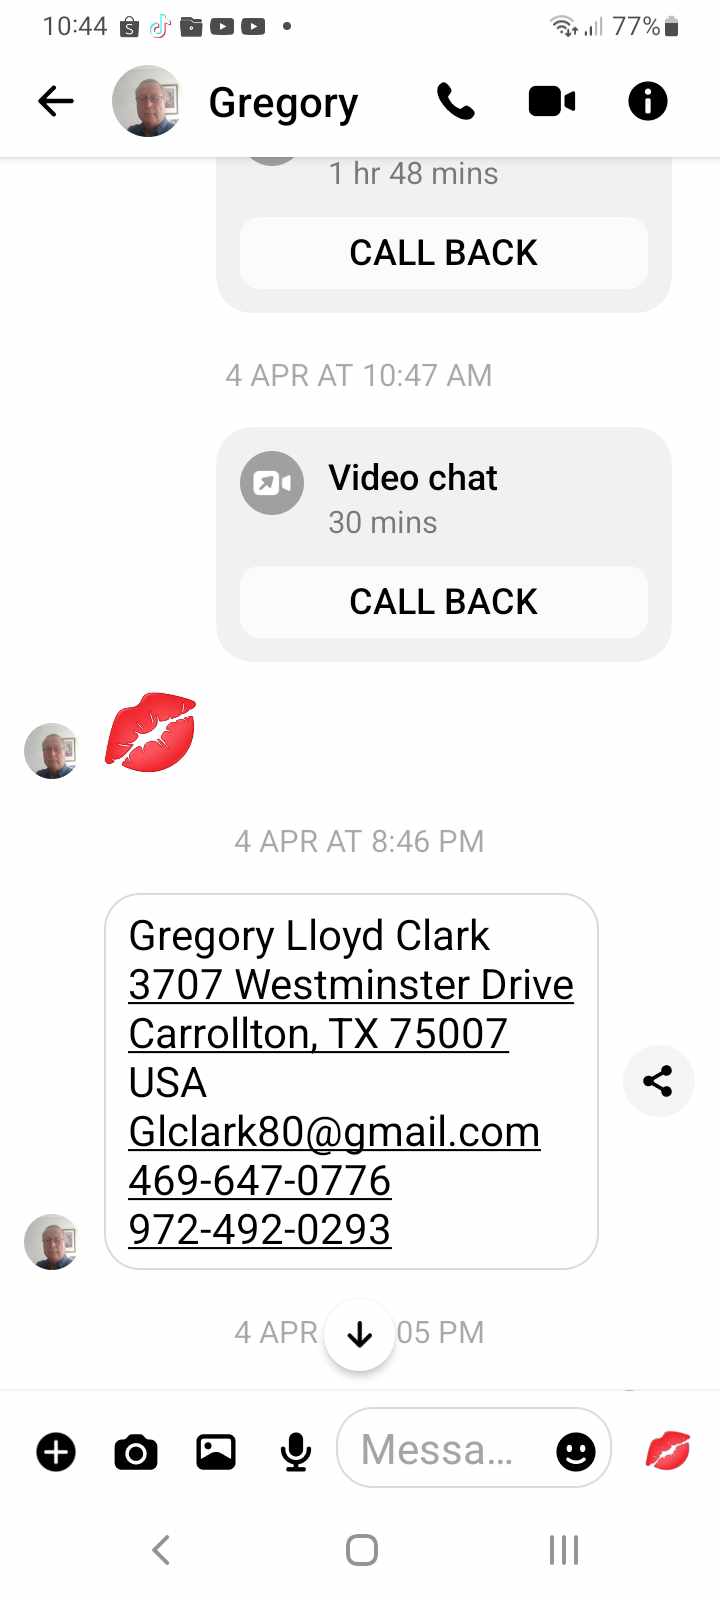 10:44
77%
Gregory
1 hr 48 mins
CALL BACK
4 APR AT 10:47 AM
Video chat
30 mins
CALL BACK
4 APR AT 8:46 PM
Gregory Lloyd Clark
3707 Westminster Drive
Carrollton, TX 75007
USA
Glclark80@gmail.com
469-647-0776
972-492-0293
4 APR 05 PM
Messa...